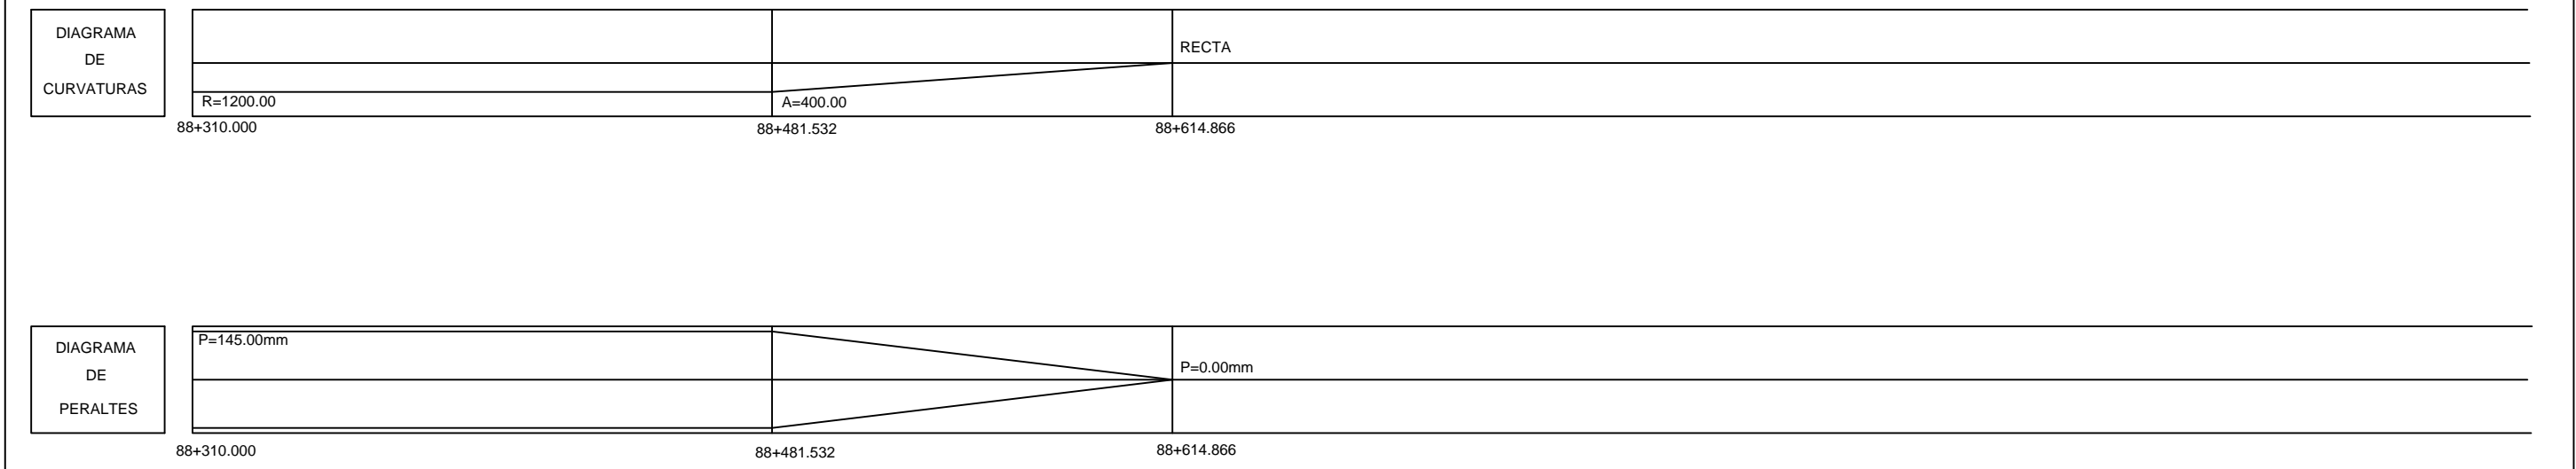 DIAGRAMA
DE
CURVATURAS
RECTA
R=1200.00
A=400.00
88+310.000
88+481.532
88+614.866
DIAGRAMA
DE
PERALTES
P=145.00mm
P=0.00mm
88+310.000
88+481.532
88+614.866